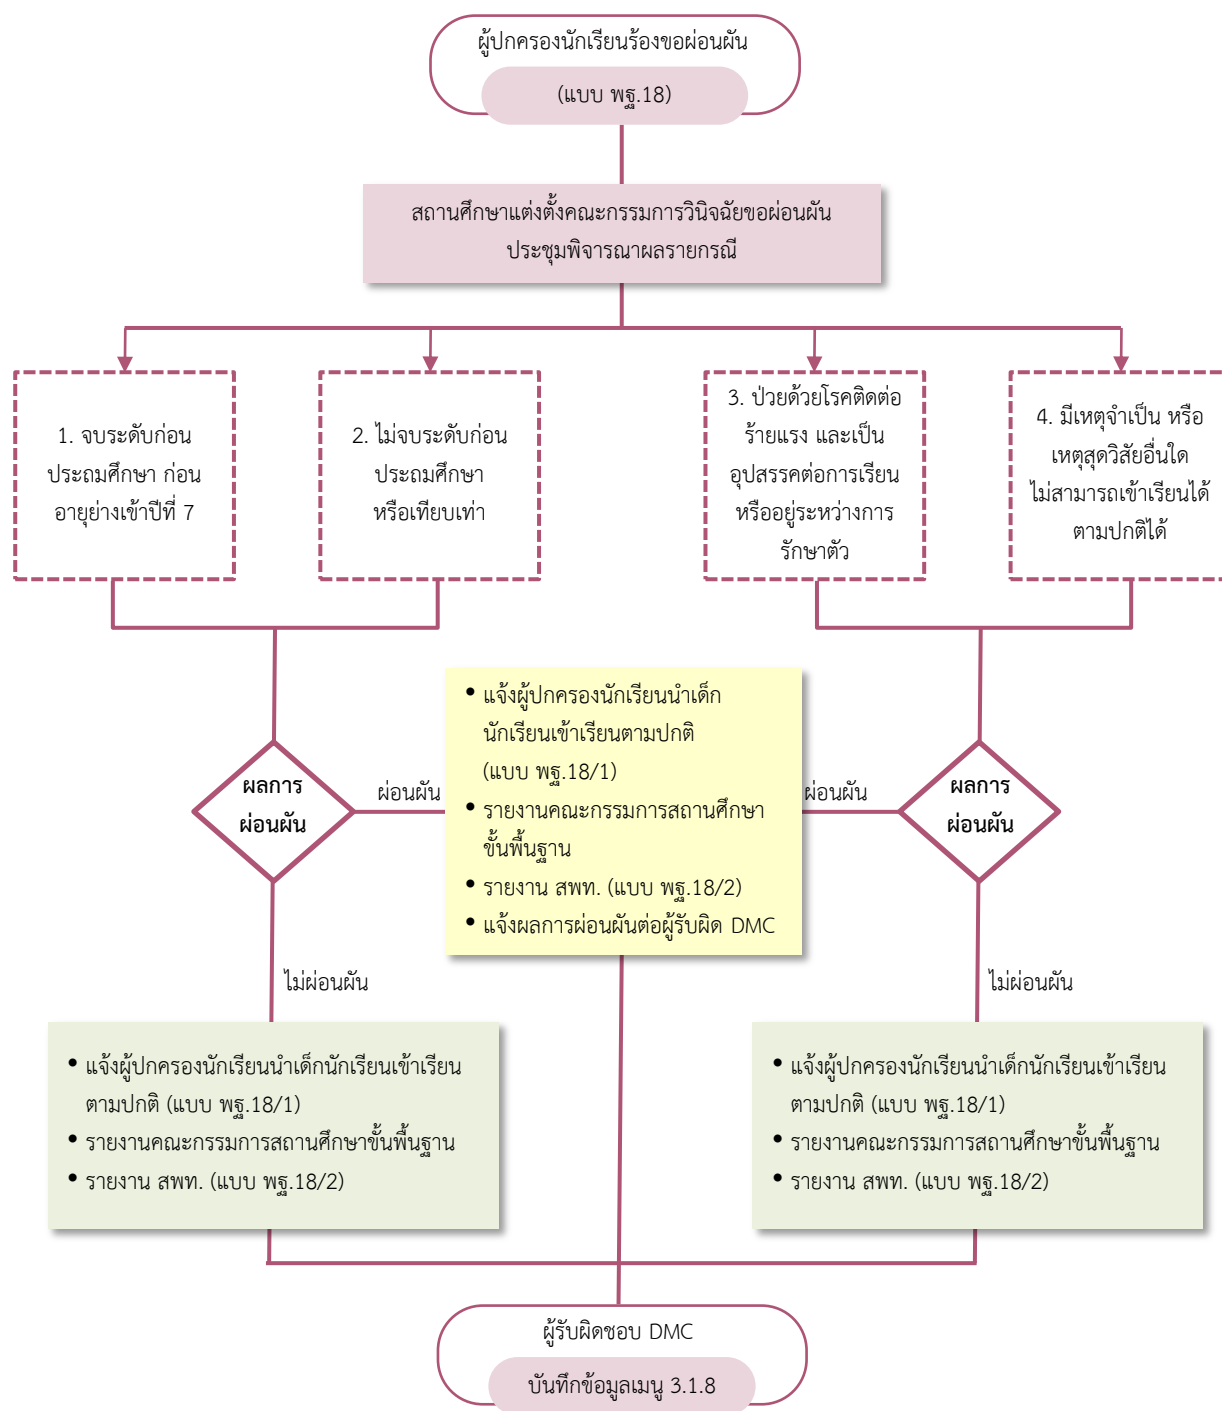 ผู้ปกครองนักเรียนร้องขอผ่อนผัน
(แบบ พฐ.18)
สถานศึกษาแต่งตั้งคณะกรรมการวินิจฉัยขอผ่อนผัน
ประชุมพิจารณาผลรายกรณี
1. จบระดับก่อน
ประถมศึกษา ก่อน
อายุย่างเข้าปีที่ 7
2. ไม่จบระดับก่อน
ประถมศึกษา
หรือเทียบเท่า
3. ป่วยด้วยโรคติดต่อ
ร้ายแรง และเป็น
อุปสรรคต่อการเรียน
หรืออยู่ระหว่างการ
รักษาตัว
4. มีเหตุจำเป็น หรือ
เหตุสุดวิสัยอื่นใด
ไม่สามารถเข้าเรียนได้
ตามปกติได้
ผลการ
ผ่อนผัน
ผ่อนผัน
• แจ้งผู้ปกครองนักเรียนนำเด็ก
นักเรียนเข้าเรียนตามปกติ
(แบบ พฐ.18/1)
• รายงานคณะกรรมการสถานศึกษา
ขั้นพื้นฐาน
• รายงาน สพท. (แบบ พฐ.18/2)
• แจ้งผลการผ่อนผันต่อผู้รับผิด DMC
ผ่อนผัน
ผลการ
ผ่อนผัน
ไม่ผ่อนผัน
ไม่ผ่อนผัน
• แจ้งผู้ปกครองนักเรียนนำเด็กนักเรียนเข้าเรียน
ตามปกติ (แบบ พฐ.18/1)
• รายงานคณะกรรมการสถานศึกษาขั้นพื้นฐาน
• รายงาน สพท. (แบบ พฐ.18/2)
• แจ้งผู้ปกครองนักเรียนนำเด็กนักเรียนเข้าเรียน
ตามปกติ (แบบ พฐ.18/1)
• รายงานคณะกรรมการสถานศึกษาขั้นพื้นฐาน
• รายงาน สพท. (แบบ พฐ.18/2)
ผู้รับผิดชอบ DMC
บันทึกข้อมูลเมนู 3.1.8